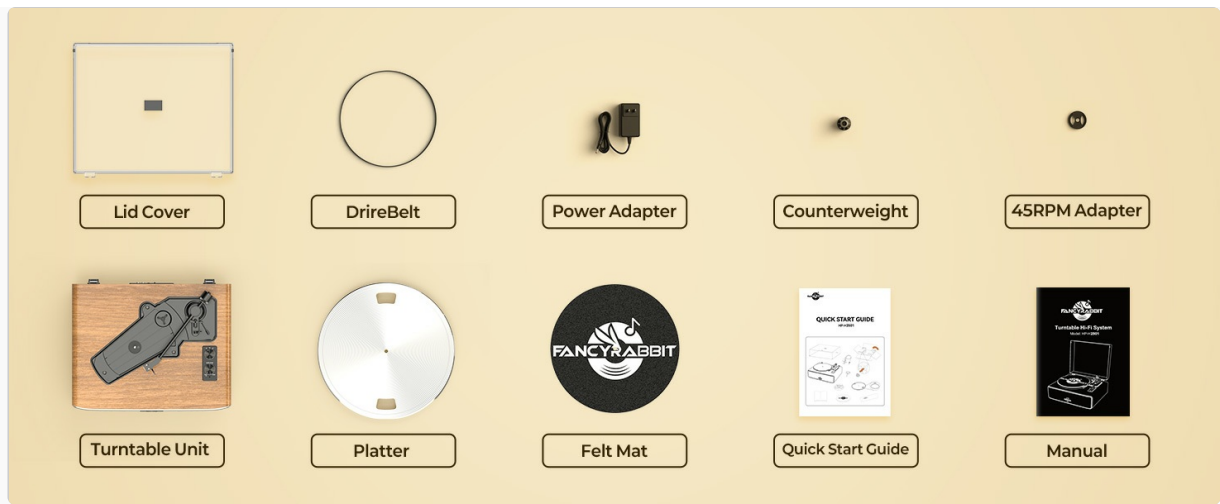 Lid Cover
DrireBelt
Power Adapter
Counterweight
45RPM Adapter
FANCYRABBIT
QUICK START GUIDE
FANCYRABBIT
Turntable Hi-Fi System
Turntable Unit
Platter
Felt Mat
Quick Start Guide
Manual